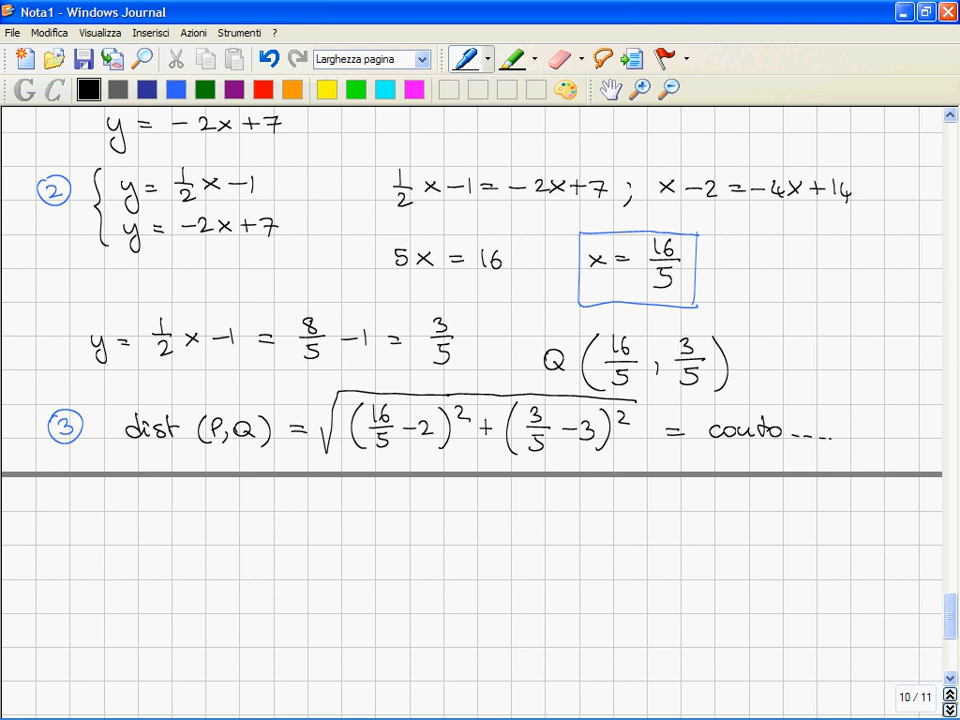 Nota1 - Windows Journal
File Modifica Visualizza Inserisci Azioni Strumenti ?
Larghezza pagina
y = - 2x + 7
2 { y = 1/2 x - 1 1/2 x - 1 = - 2x + 7 ; x - 2 = - 4x + 14
y = - 2x + 7
5x = 16 x = 16/5
y = 1/2 x - 1 = 8/5 - 1 = 3/5 Q (16/5 , 3/5)
3 dist (P,Q) = √((16/5 - 2)² + (3/5 - 3)²) = conto ....
10 / 11